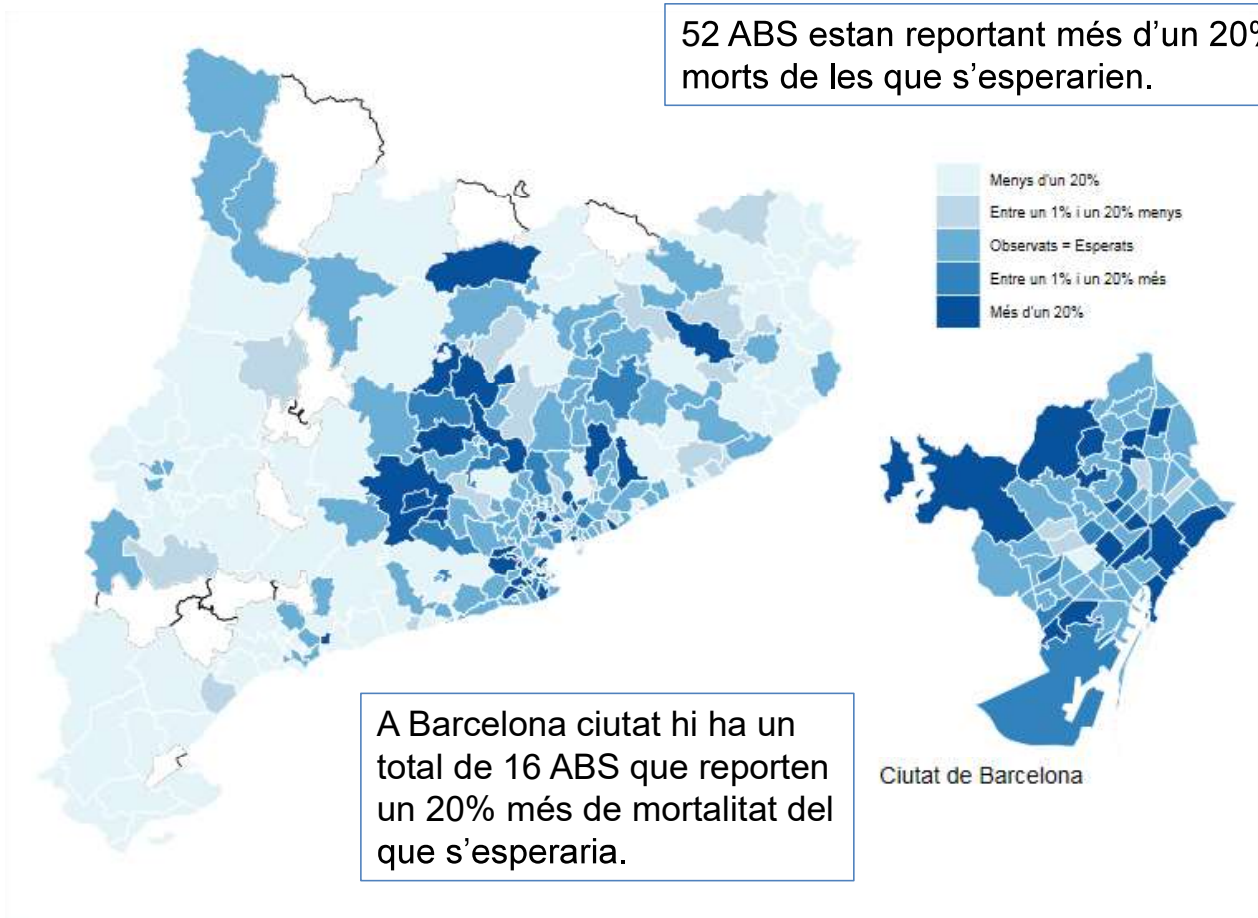 52 ABS estan reportant més d’un 20%
morts de les que s’esperarien.
Menys d'un 20%
Entre un 1% i un 20% menys
Observats = Esperats
Entre un 1% i un 20% més
Més d'un 20%
A Barcelona ciutat hi ha un
total de 16 ABS que reporten
un 20% més de mortalitat del
que s’esperaria.
Ciutat de Barcelona